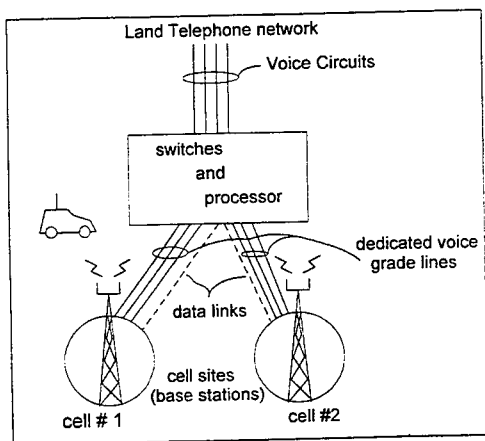 Land Telephone network
Voice Circuits
switches
and
processor
dedicated voice
grade lines
data links
cell sites
(base stations)
cell # 1
cell #2